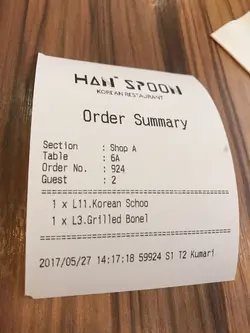 HAN SPOON
KOREAN RESTAURANT
Order Summary
Section : Shop A
Table : 6A
Order No. : 924
Guest : 2
1 x L11.Korean Schoo
1 x L3.Grilled Bonel
2017/05/27 14:17:18 59924 S1 T2 Kumari